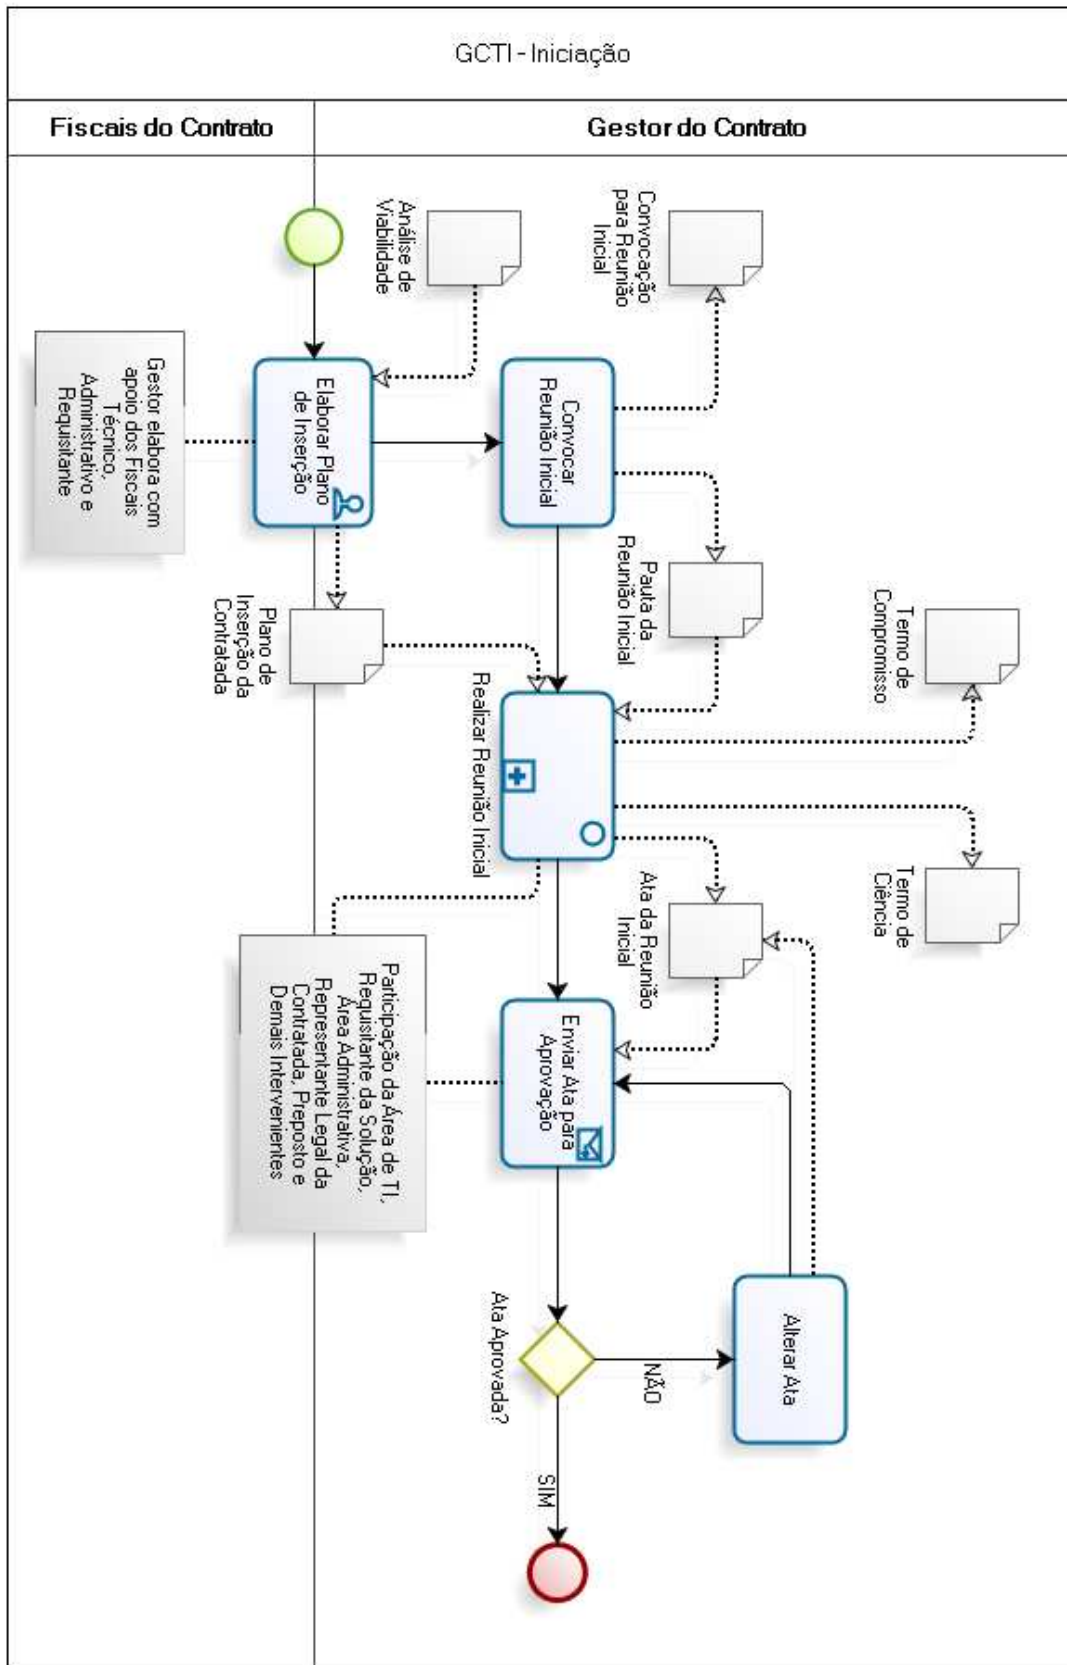 GCTI - Iniciação
Fiscais do Contrato
Gestor do Contrato
Análise de
Viabilidade
Convocação
para Reunião
Inicial
Gestor elabora com
apoio dos Fiscais
Técnico,
Administrativo e
Requisitante
Elaborar Plano
de Inserção
Convocar
Reunião Inicial
Plano de
Inserção da
Contratada
Pauta da
Reunião Inicial
Termo de
Compromisso
Realizar Reunião Inicial
Termo de
Ciência
Ata da Reunião
Inicial
Participação da Área de TI,
Requisitante da Solução,
Área Administrativa,
Representante Legal da
Contratada, Preposto e
Demais Intervenientes
Enviar Ata para
Aprovação
Ata Aprovada?
NÃO
Alterar Ata
SIM